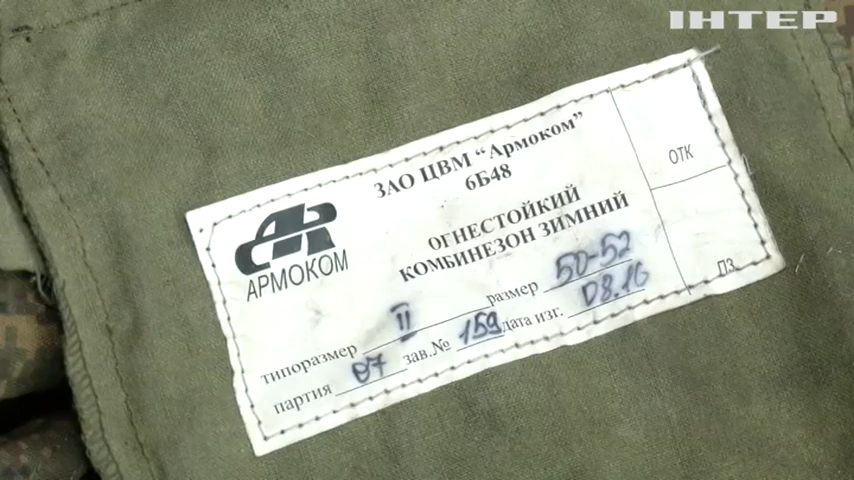 ІНТЕР
ЗАО ЦВМ “Армоком”
6Б48
АРМОКОМ
ОГНЕСТОЙКИЙ
КОМБИНЕЗОН ЗИМНИЙ
типоразмер II размер 50-52
партия 07 зав.№ 159 дата изг. 08.16
ОТК
ПЗ